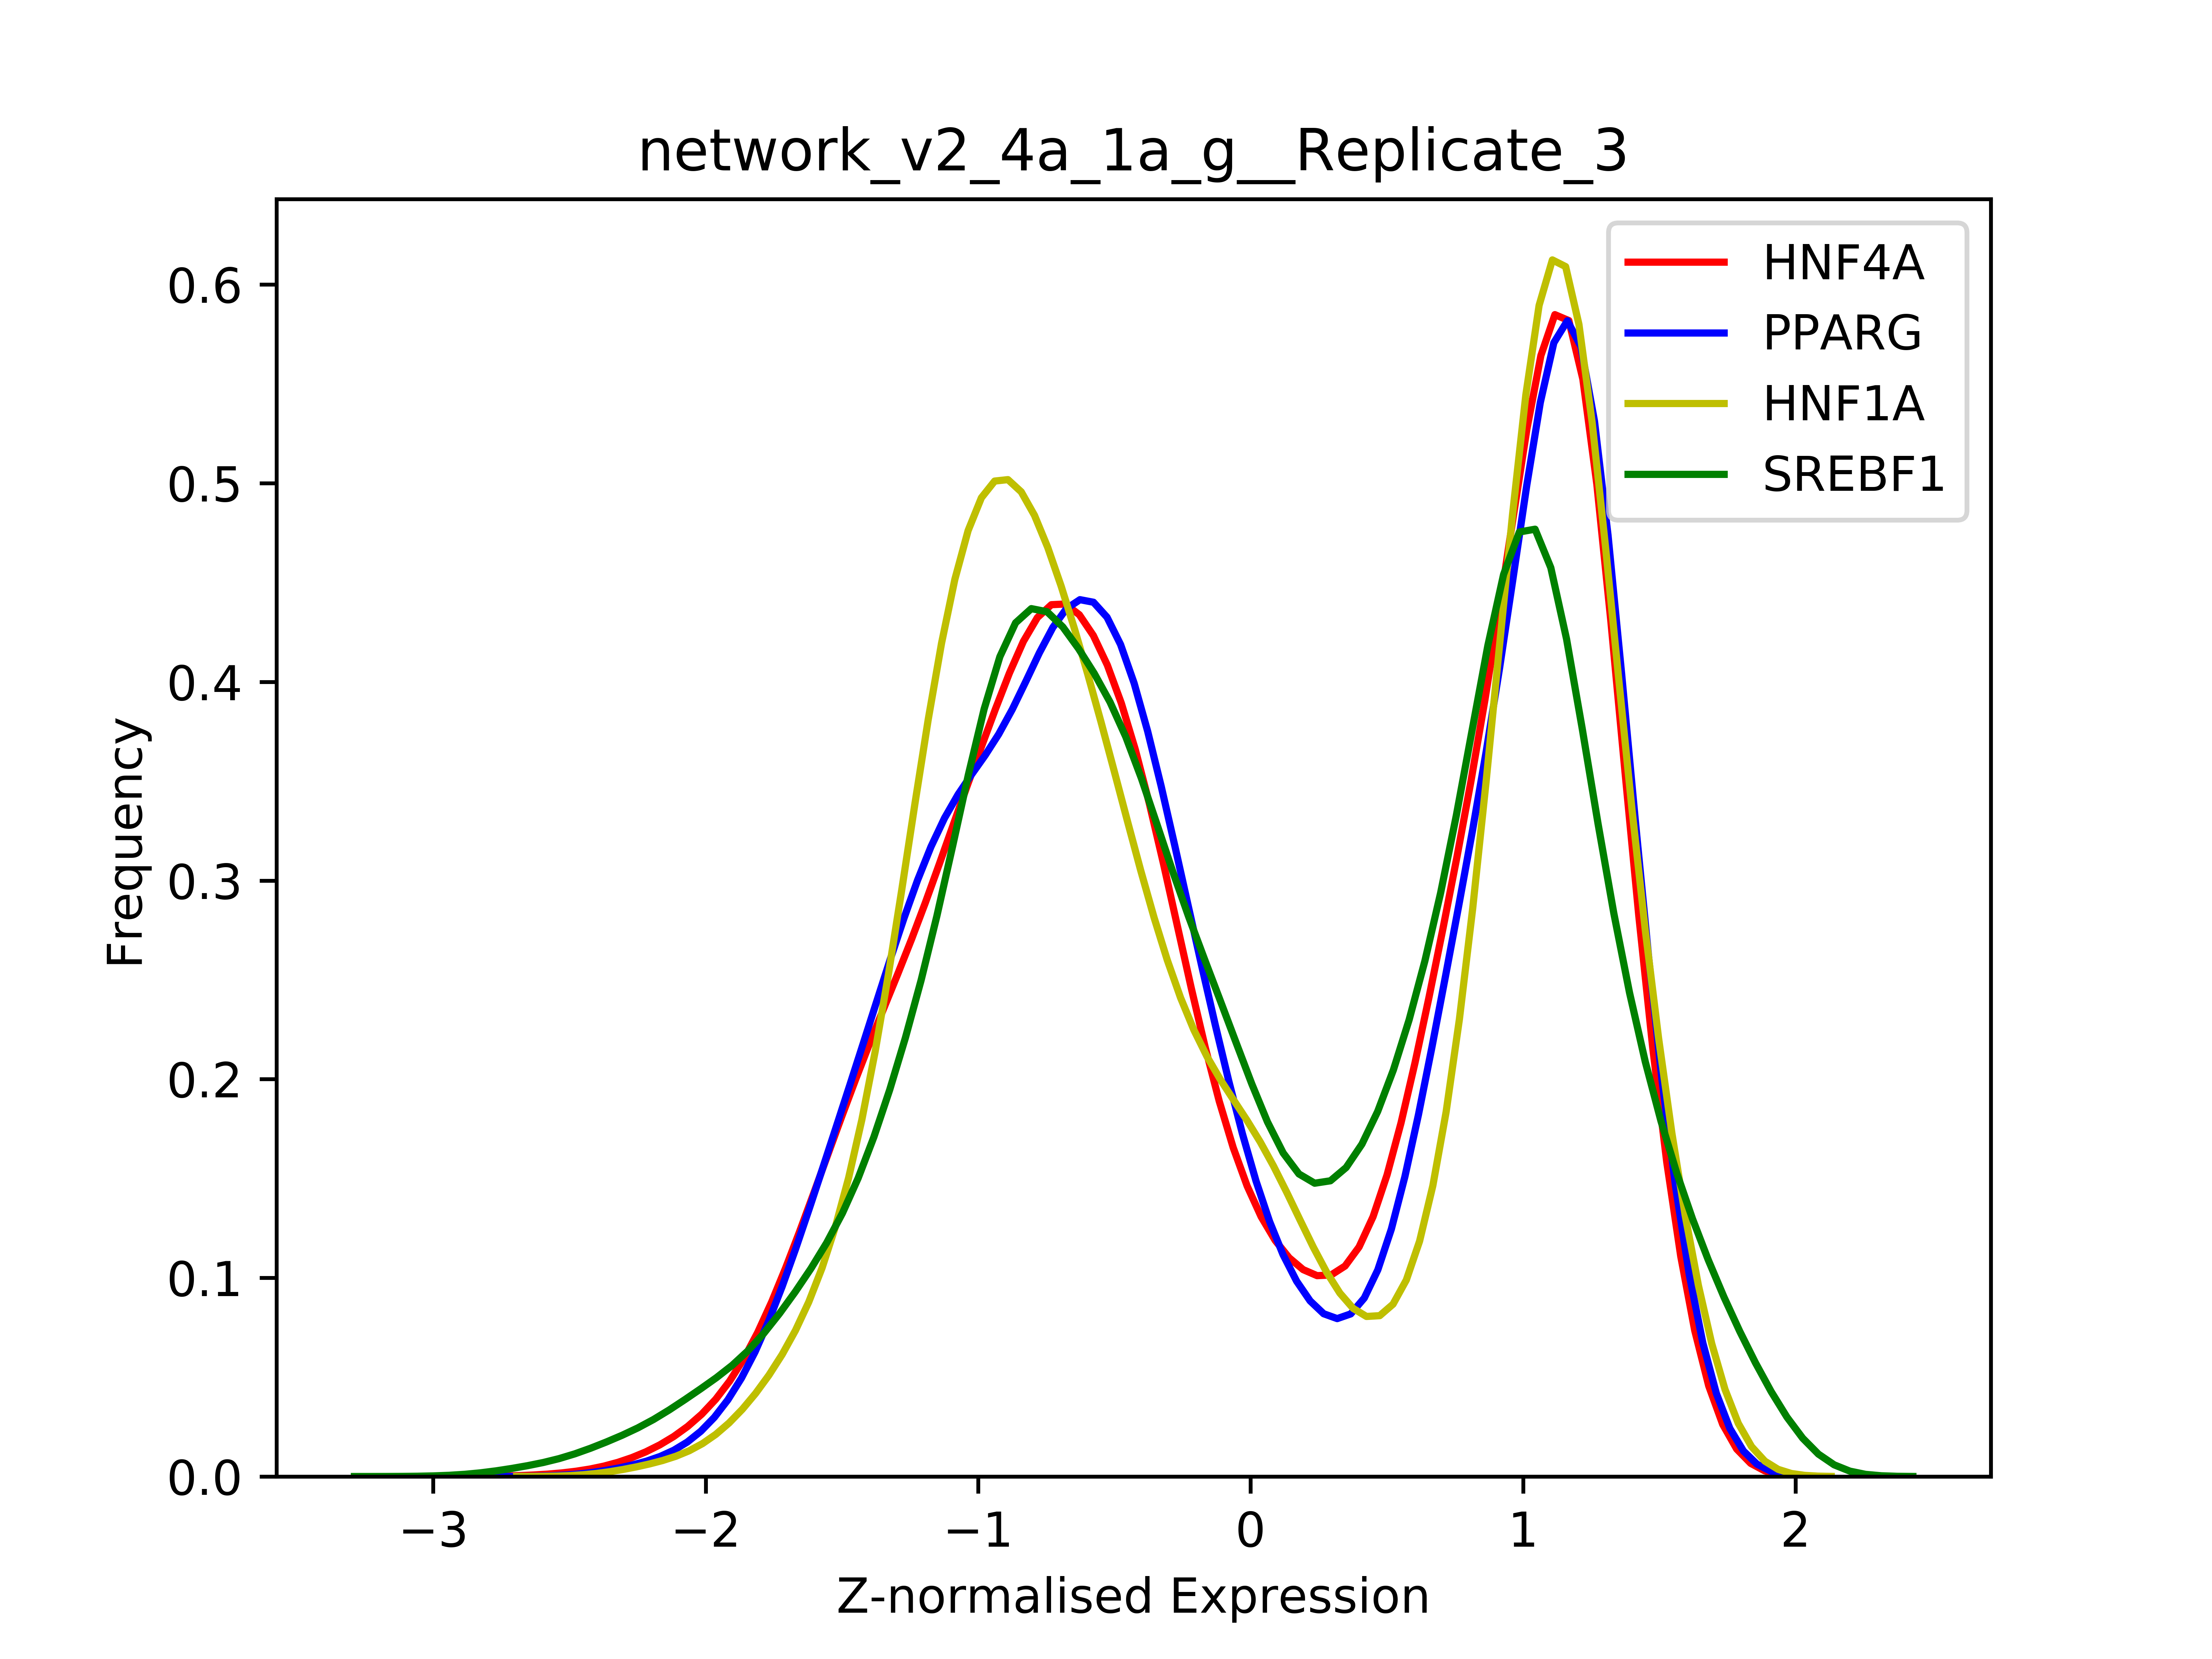 network_v2_4a_1a_g__Replicate_3
HNF4A
PPARG
HNF1A
SREBF1
0.6
0.5
0.4
0.3
0.2
0.1
0.0
Frequency
−3 −2 −1 0 1 2
Z-normalised Expression